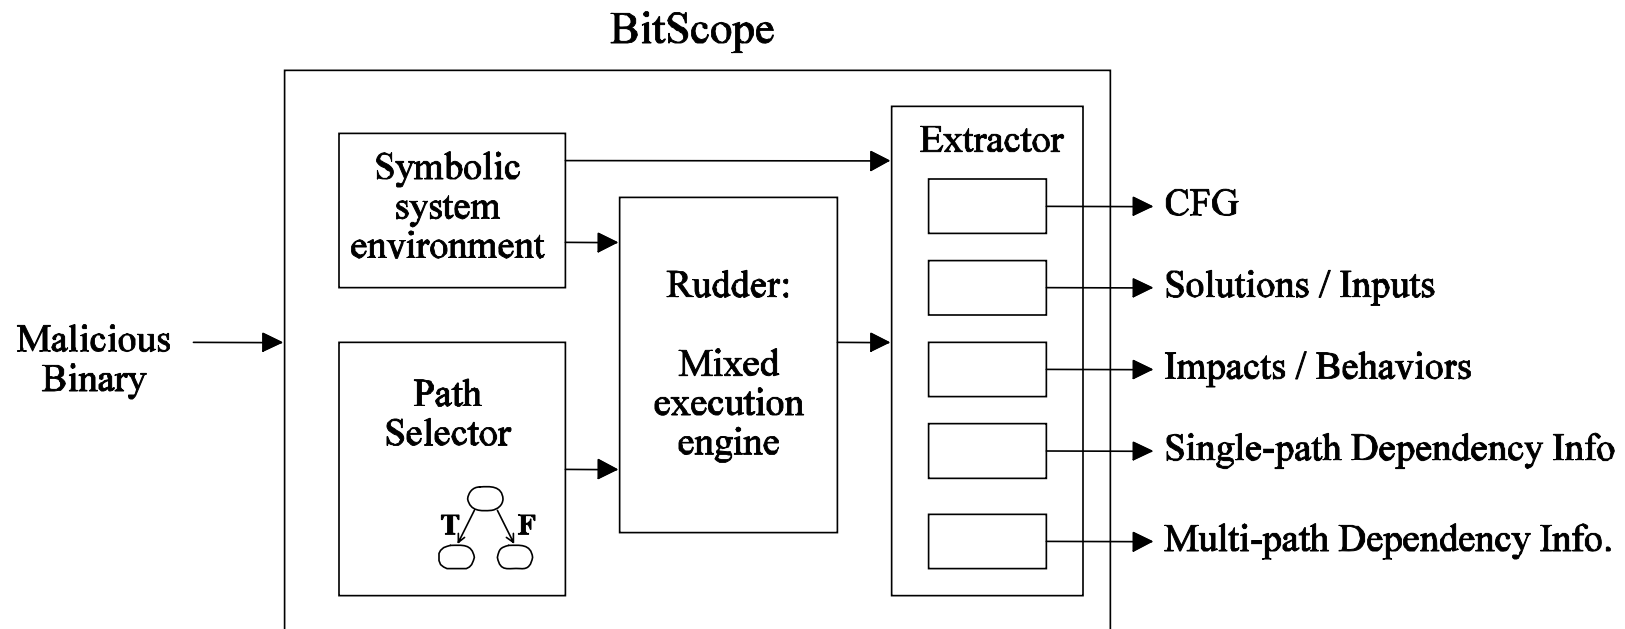 BitScope
Malicious
Binary
Symbolic
system
environment
Path
Selector
T F
Rudder:
Mixed
execution
engine
Extractor
CFG
Solutions / Inputs
Impacts / Behaviors
Single-path Dependency Info
Multi-path Dependency Info.